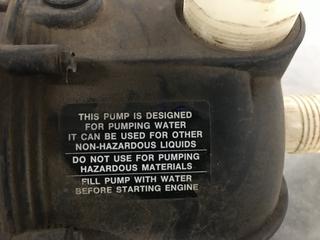 THIS PUMP IS DESIGNED
FOR PUMPING WATER
IT CAN BE USED FOR OTHER
NON-HAZARDOUS LIQUIDS
DO NOT USE FOR PUMPING
HAZARDOUS MATERIALS
FILL PUMP WITH WATER
BEFORE STARTING ENGINE